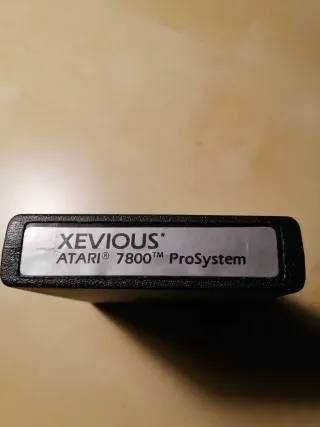 XEVIOUS*
ATARI® 7800™ ProSystem